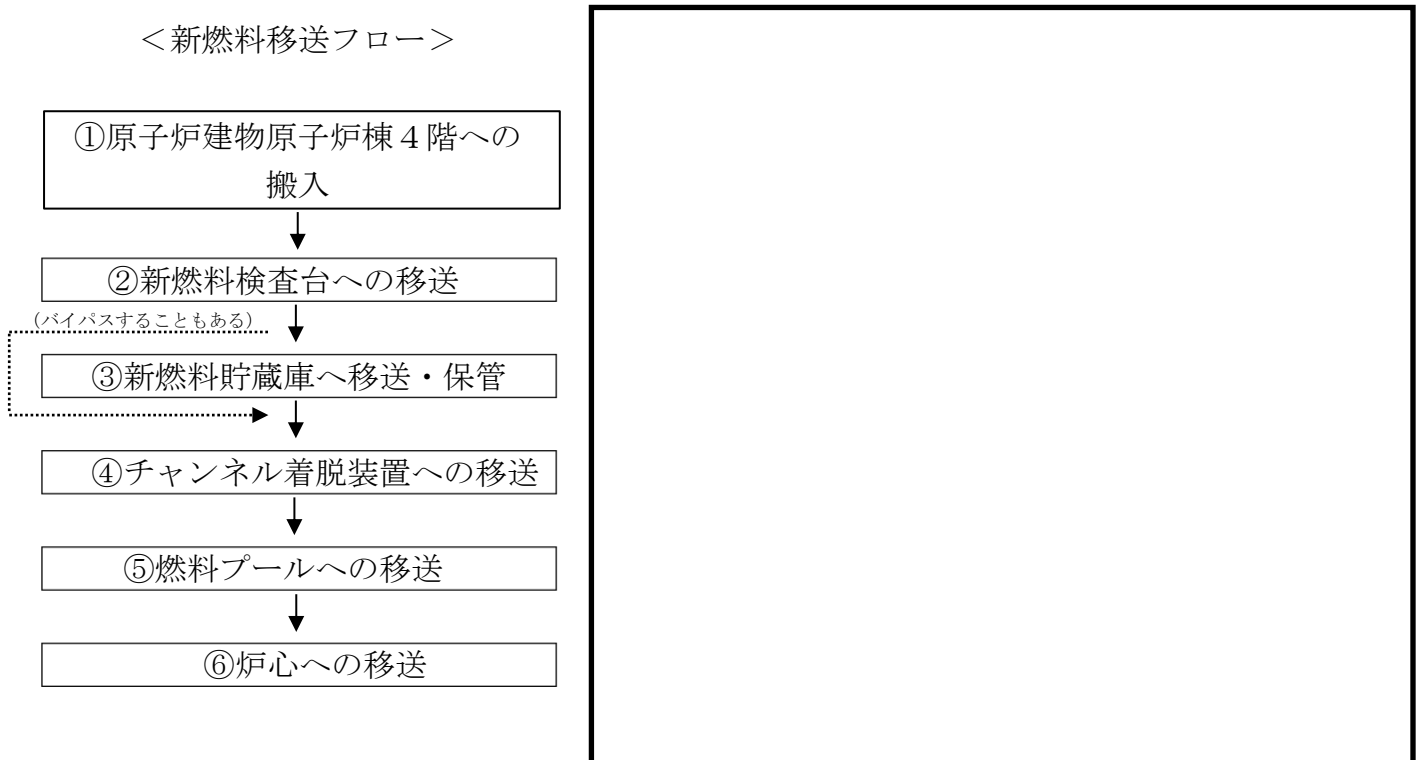 ＜新燃料移送フロー＞
①原子炉建物原子炉棟４階への
搬入
②新燃料検査台への移送
(バイパスすることもある)
③新燃料貯蔵庫へ移送・保管
④チャンネル着脱装置への移送
⑤燃料プールへの移送
⑥炉心への移送